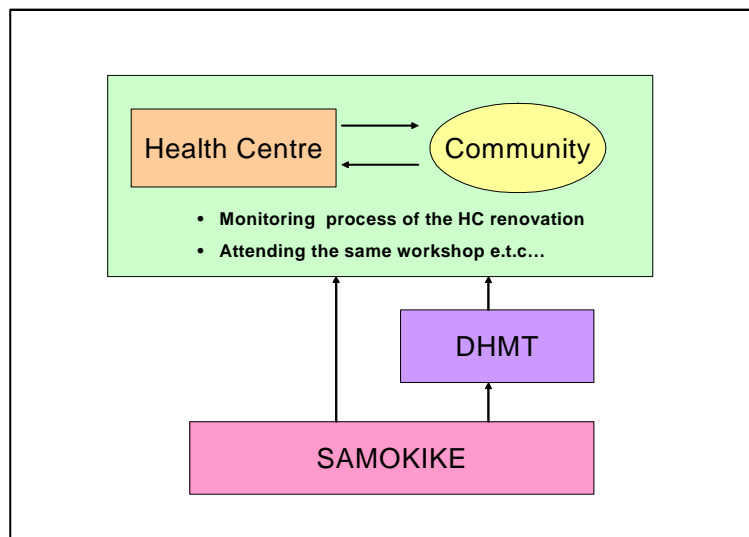 Health Centre
Community
• Monitoring process of the HC renovation
• Attending the same workshop e.t.c…
DHMT
SAMOKIKE